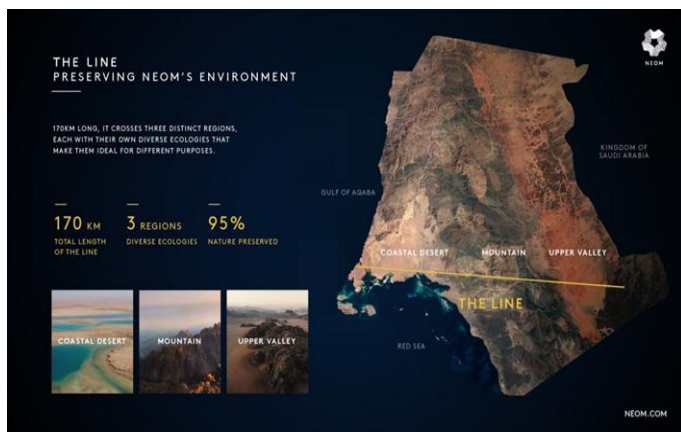 THE LINE
PRESERVING NEOM'S ENVIRONMENT
170KM LONG, IT CROSSES THREE DISTINCT REGIONS,
EACH WITH THEIR OWN DIVERSE ECOLOGIES THAT
MAKE THEM IDEAL FOR DIFFERENT PURPOSES.
170 KM
TOTAL LENGTH
OF THE LINE
3 REGIONS
DIVERSE ECOLOGIES
95%
NATURE PRESERVED
COASTAL DESERT
MOUNTAIN
UPPER VALLEY
NEOM
KINGDOM OF
SAUDI ARABIA
GULF OF AQABA
COASTAL DESERT
MOUNTAIN
UPPER VALLEY
THE LINE
RED SEA
NEOM.COM